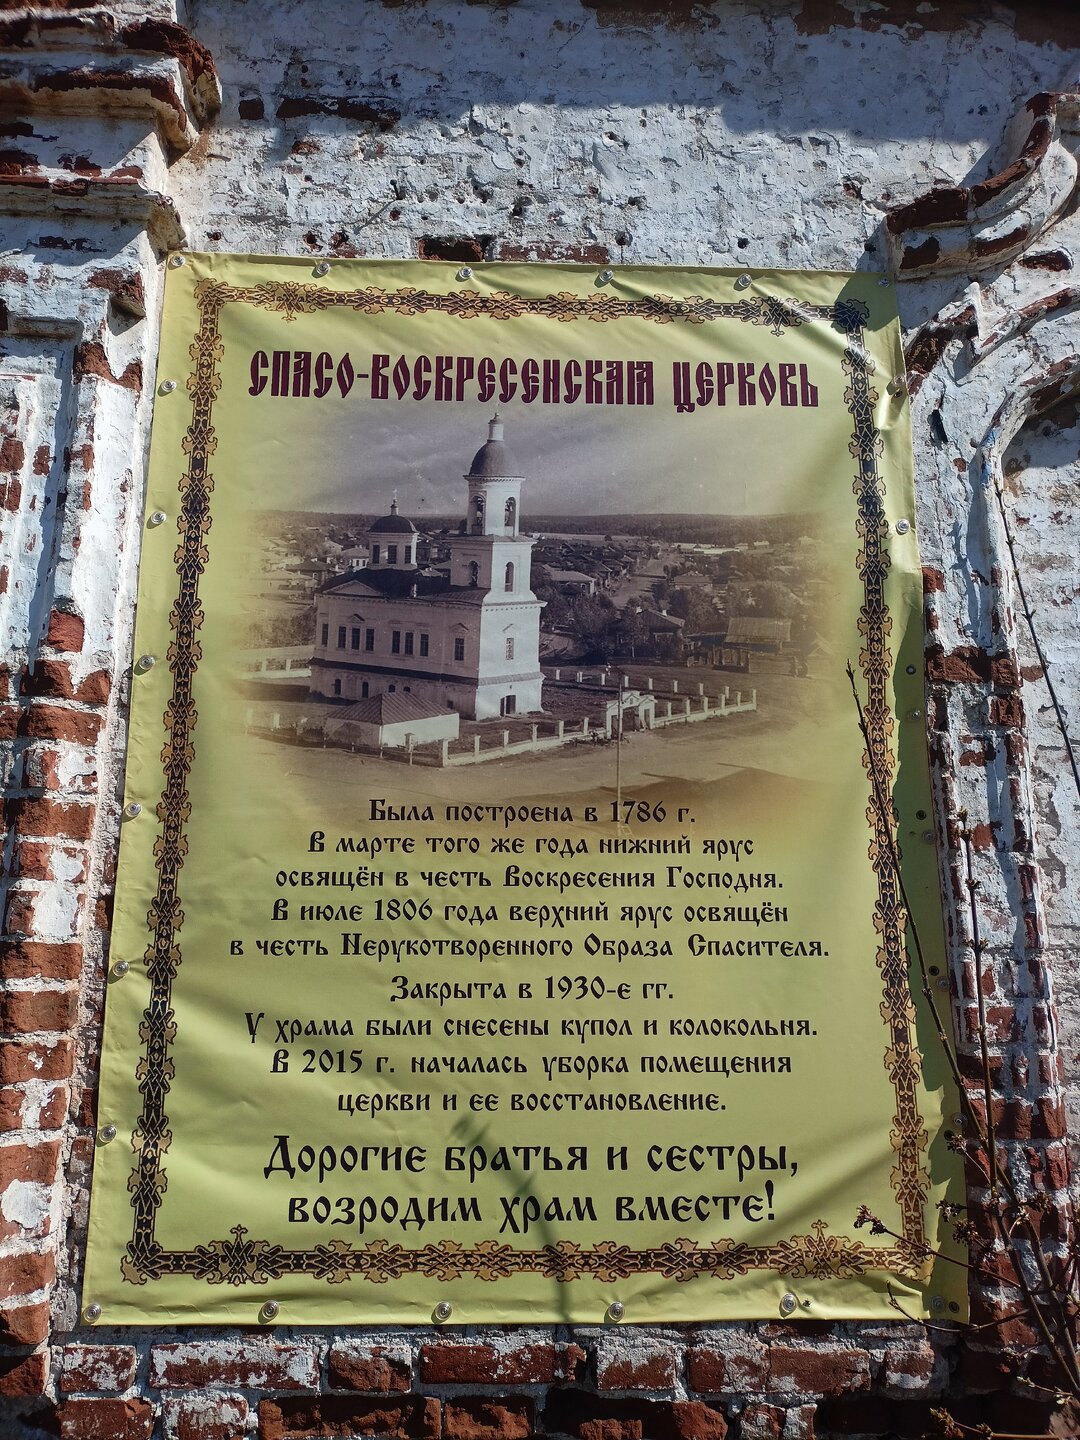 СПАСО-ВОСКРЕСЕНСКАЯ ЦЕРКОВЬ
Была построена в 1786 г.
В марте того же года нижний ярус
освящён в честь Воскресения Господня.
В июле 1806 года верхний ярус освящён
в честь Нерукотворенного Образа Спасителя.
Закрыта в 1930-е гг.
У храма были снесены купол и колокольня.
В 2015 г. началась уборка помещения
церкви и ее восстановление.
Дорогие братья и сестры,
возродим храм вместе!